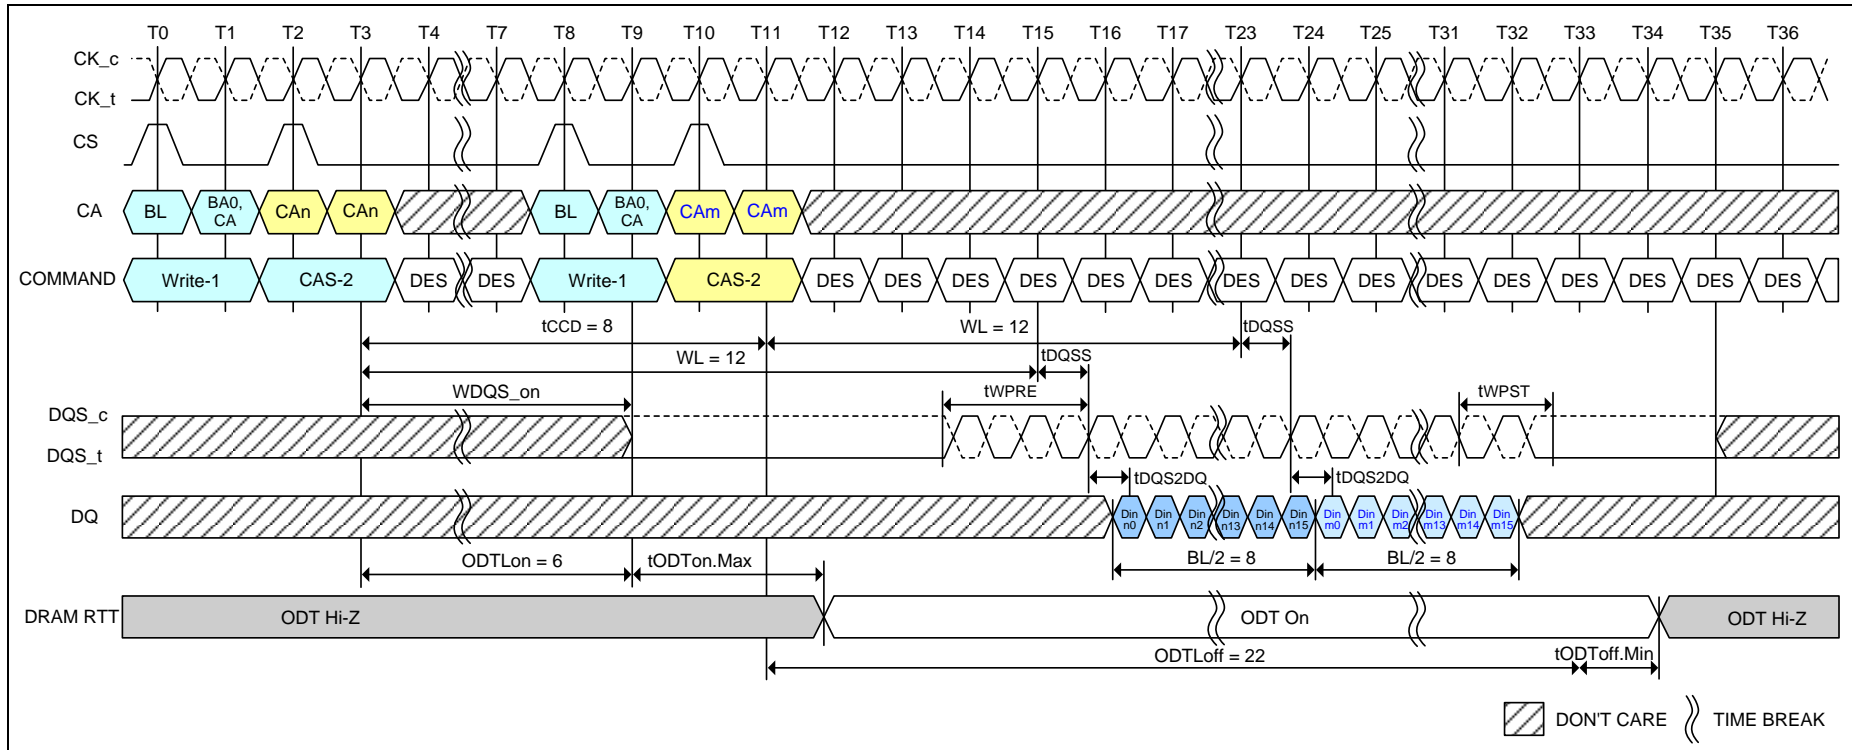 T0 T1 T2 T3 T4 T7 T8 T9 T10 T11 T12 T13 T14 T15 T16 T17 T23 T24 T25 T31 T32 T33 T34 T35 T36
CK_c
CK_t
CS
CA BL BA0, CA CAn CAn BL BA0, CA CAm CAm
COMMAND Write-1 CAS-2 DES DES Write-1 CAS-2 DES DES DES DES DES DES DES DES DES DES DES DES DES DES DES
tCCD = 8 WL = 12 tDQSS
WL = 12 tDQSS
WDQS_on tWPRE tWPST
DQS_c
DQS_t
tDQS2DQ tDQS2DQ
DQ Din n0 Din n1 Din n2 Din n13 Din n14 Din n15 Din m0 Din m1 Din m2 Din m13 Din m14 Din m15
ODTLon = 6 tODTon.Max BL/2 = 8 BL/2 = 8
DRAM RTT ODT Hi-Z ODT On ODT Hi-Z
ODTLoff = 22 tODToff.Min
DON'T CARE TIME BREAK